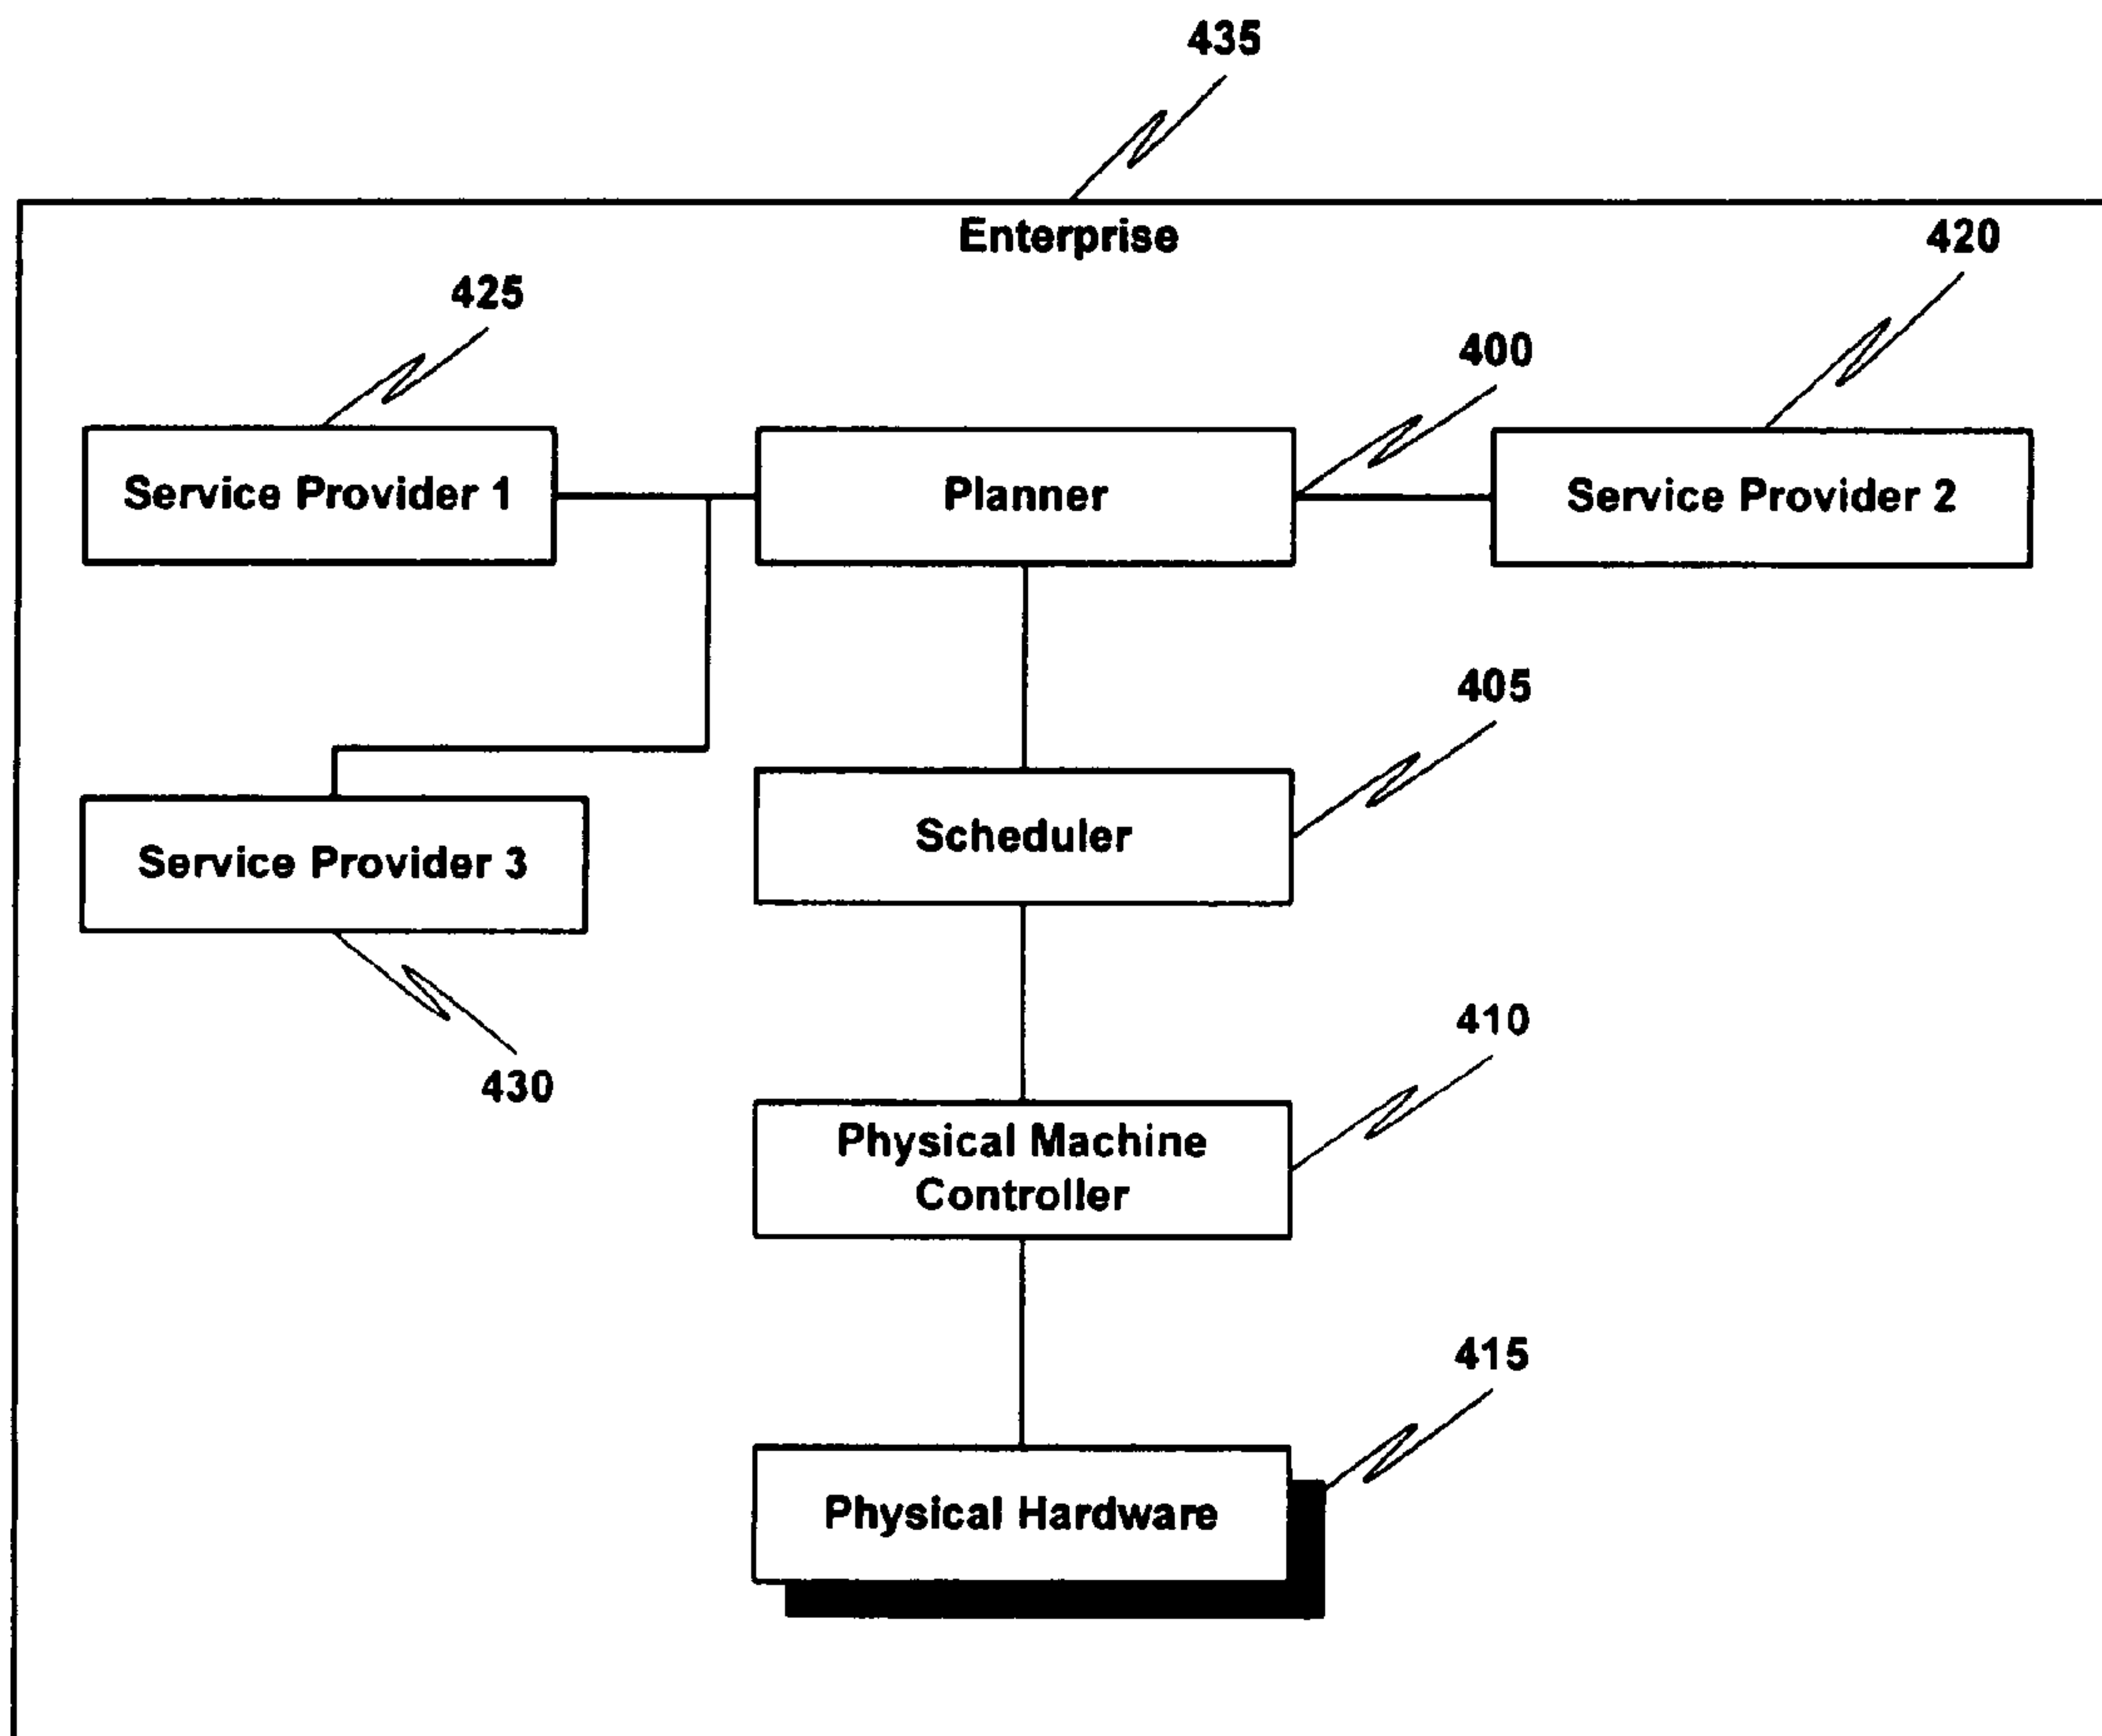 435
Enterprise
420
425
400
Service Provider 1
Planner
Service Provider 2
405
Scheduler
Service Provider 3
410
430
Physical Machine
Controller
415
Physical Hardware